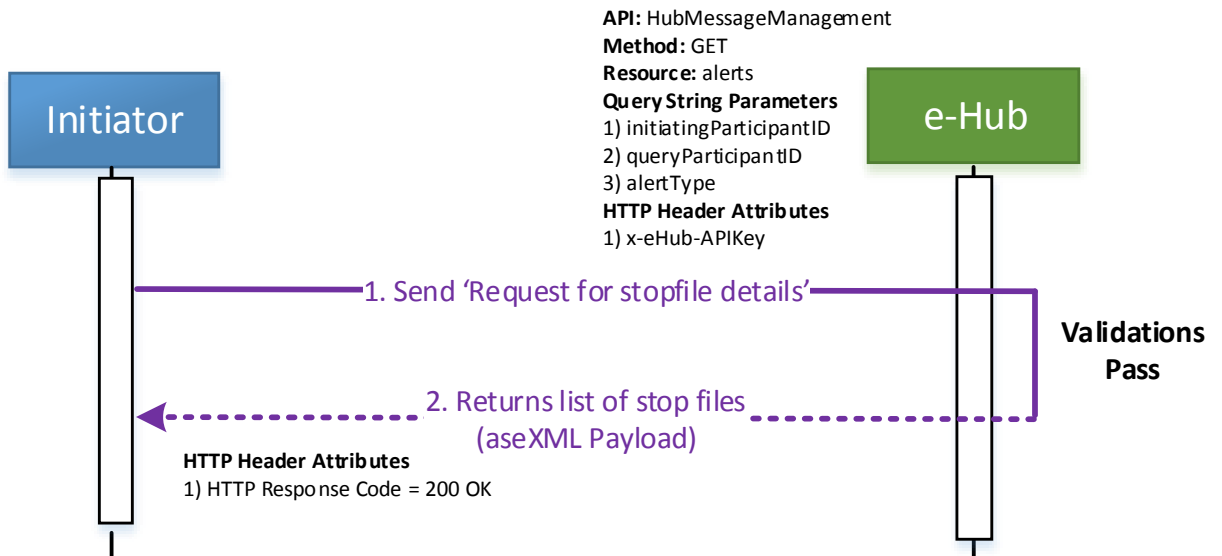 API: HubMessageManagement
Method: GET
Resource: alerts
Query String Parameters
1) initiatingParticipantID
2) queryParticipantID
3) alertType
HTTP Header Attributes
1) x-eHub-APIKey
Initiator
e-Hub
1. Send ‘Request for stopfile details’
Validations
Pass
2. Returns list of stop files
(aseXML Payload)
HTTP Header Attributes
1) HTTP Response Code = 200 OK